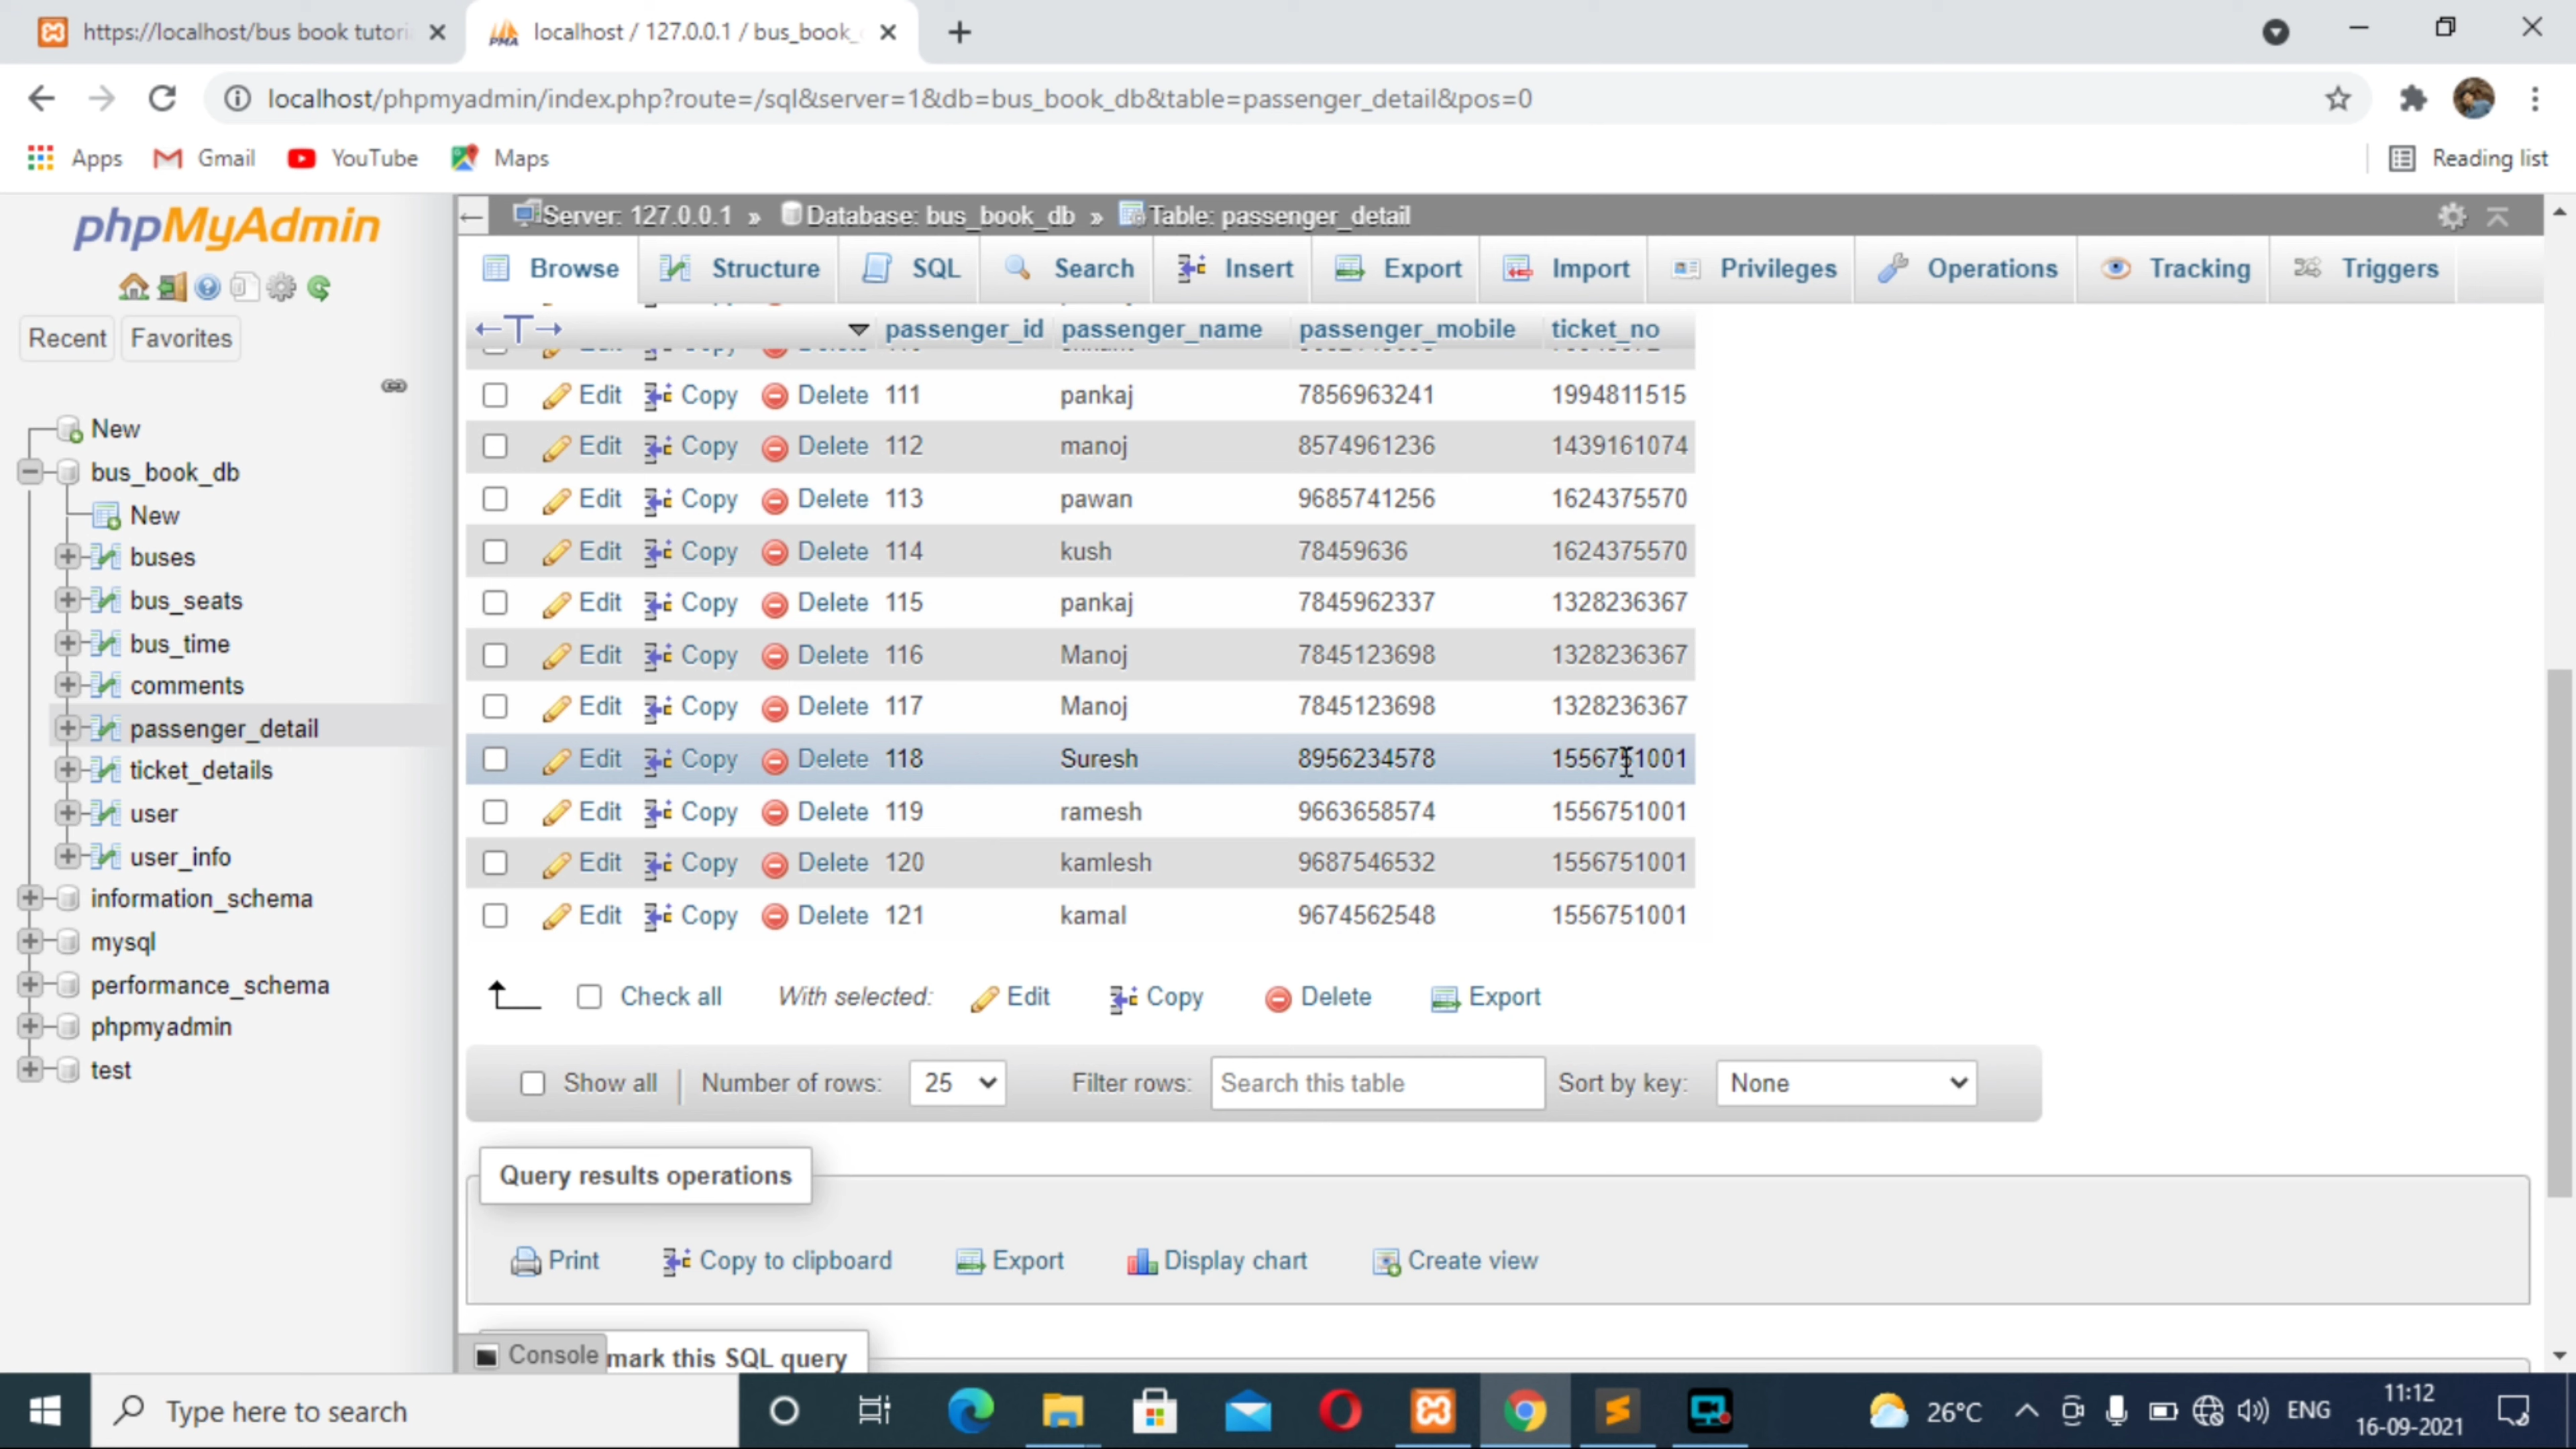 https://localhost/bus book tutori
localhost / 127.0.0.1 / bus_book_
localhost/phpmyadmin/index.php?route=/sql&server=1&db=bus_book_db&table=passenger_detail&pos=0
Apps Gmail YouTube Maps Reading list
phpMyAdmin
Recent Favorites
New
bus_book_db
New
buses
bus_seats
bus_time
comments
passenger_detail
ticket_details
user
user_info
information_schema
mysql
performance_schema
phpmyadmin
test
Server: 127.0.0.1 » Database: bus_book_db » Table: passenger_detail
Browse Structure SQL Search Insert Export Import Privileges Operations Tracking Triggers
passenger_id passenger_name passenger_mobile ticket_no
Edit Copy Delete 111 pankaj 7856963241 1994811515
Edit Copy Delete 112 manoj 8574961236 1439161074
Edit Copy Delete 113 pawan 9685741256 1624375570
Edit Copy Delete 114 kush 78459636 1624375570
Edit Copy Delete 115 pankaj 7845962337 1328236367
Edit Copy Delete 116 Manoj 7845123698 1328236367
Edit Copy Delete 117 Manoj 7845123698 1328236367
Edit Copy Delete 118 Suresh 8956234578 1556751001
Edit Copy Delete 119 ramesh 9663658574 1556751001
Edit Copy Delete 120 kamlesh 9687546532 1556751001
Edit Copy Delete 121 kamal 9674562548 1556751001
Check all With selected: Edit Copy Delete Export
Show all Number of rows: 25 Filter rows: Search this table Sort by key: None
Query results operations
Print Copy to clipboard Export Display chart Create view
Console mark this SQL query
Type here to search
26°C ENG 11:12
16-09-2021